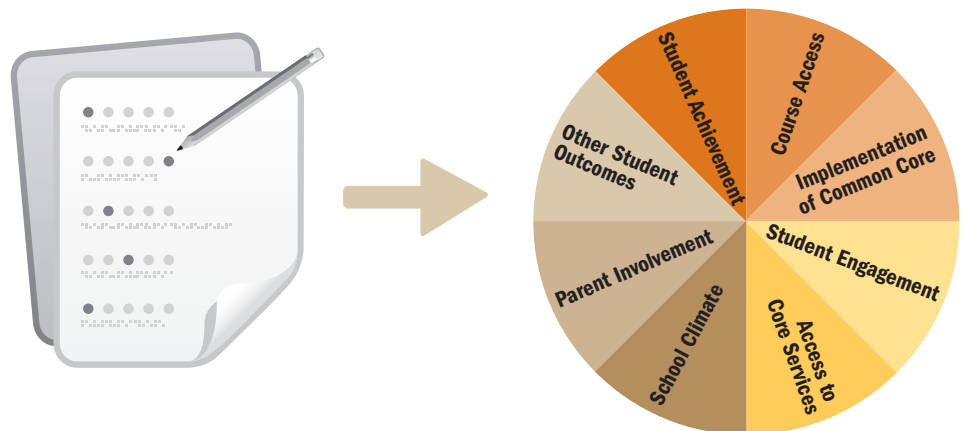 Student Achievement
Course Access
Implementation
of Common Core
Student Engagement
Access to
Core Services
School Climate
Parent Involvement
Other Student
Outcomes